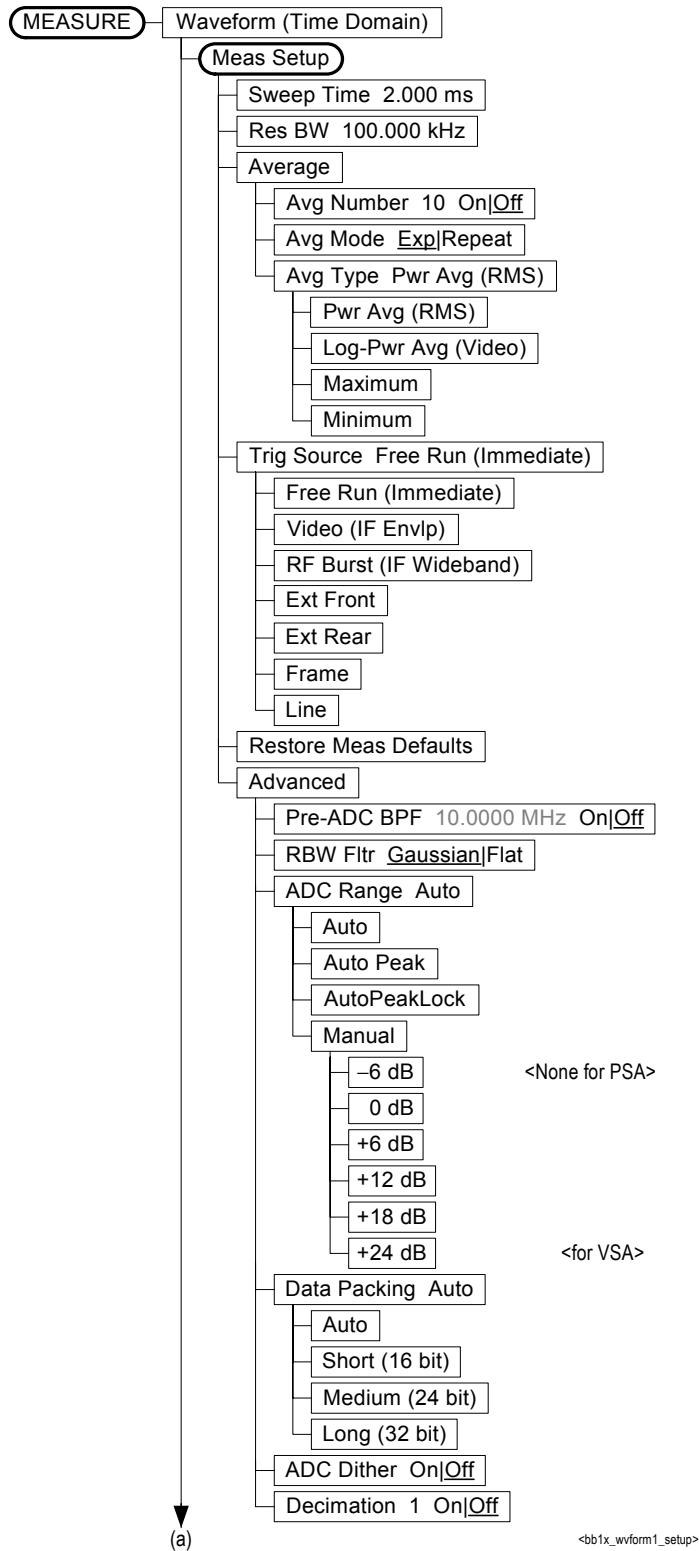 MEASURE Waveform (Time Domain)
Meas Setup
Sweep Time 2.000 ms
Res BW 100.000 kHz
Average
Avg Number 10 On|Off
Avg Mode Exp|Repeat
Avg Type Pwr Avg (RMS)
Pwr Avg (RMS)
Log-Pwr Avg (Video)
Maximum
Minimum
Trig Source Free Run (Immediate)
Free Run (Immediate)
Video (IF Envlp)
RF Burst (IF Wideband)
Ext Front
Ext Rear
Frame
Line
Restore Meas Defaults
Advanced
Pre-ADC BPF 10.0000 MHz On|Off
RBW Fltr Gaussian|Flat
ADC Range Auto
Auto
Auto Peak
AutoPeakLock
Manual
–6 dB <None for PSA>
0 dB
+6 dB
+12 dB
+18 dB
+24 dB <for VSA>
Data Packing Auto
Auto
Short (16 bit)
Medium (24 bit)
Long (32 bit)
ADC Dither On|Off
Decimation 1 On|Off
(a) <bb1x_wvform1_setup>